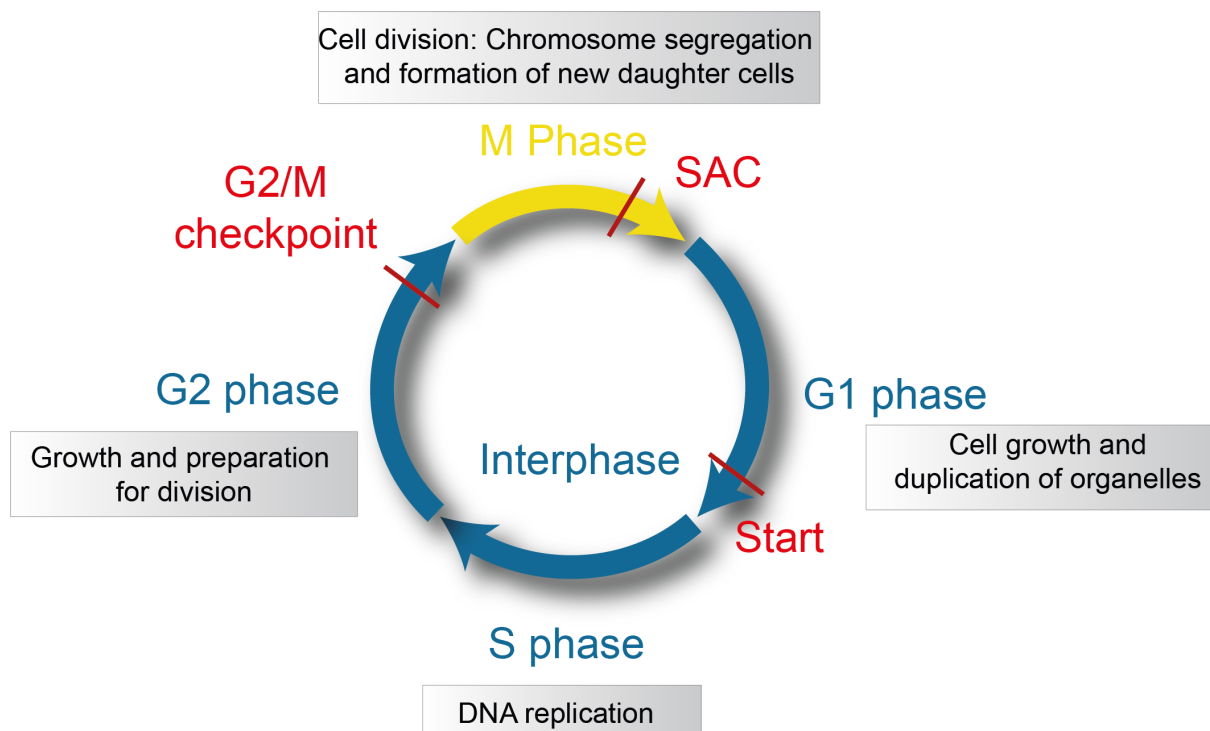 Cell division: Chromosome segregation
and formation of new daughter cells
M Phase
SAC
G2/M
checkpoint
G2 phase
G1 phase
Growth and preparation
for division
Interphase
Cell growth and
duplication of organelles
Start
S phase
DNA replication